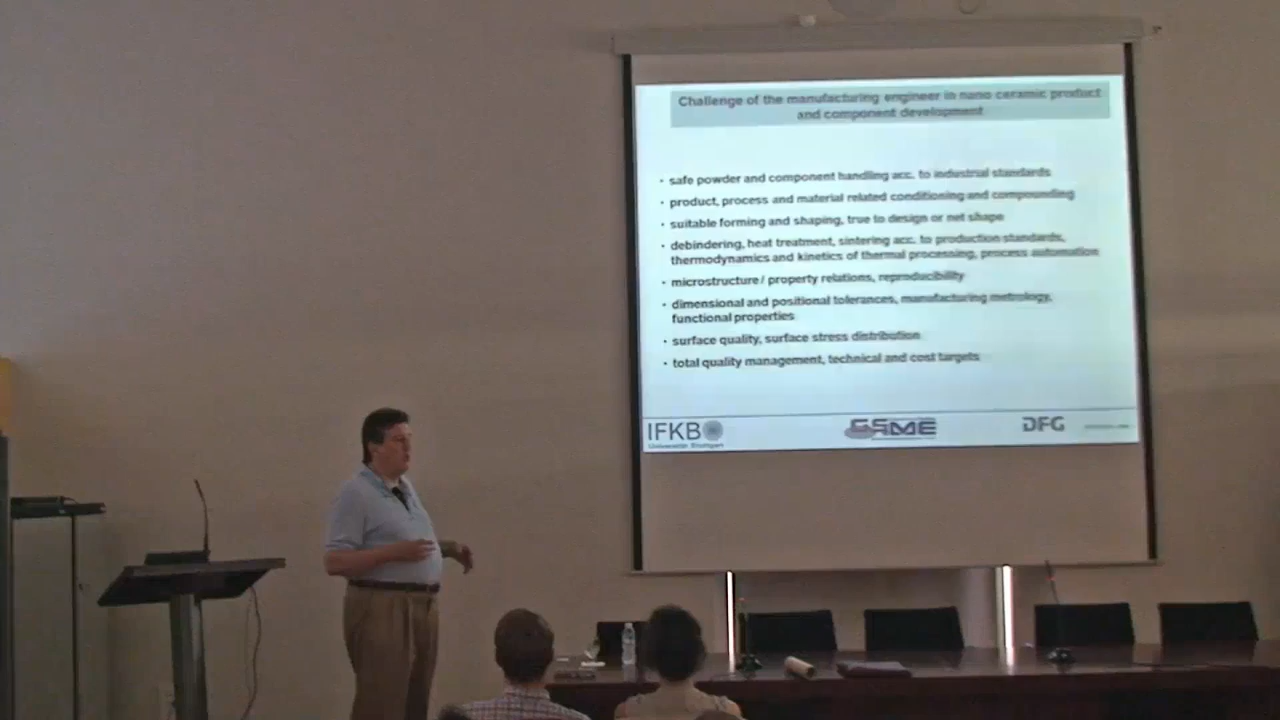 Challenge of the manufacturing engineer in nano ceramic product
and component development
• safe powder and component handling acc. to industrial standards
• product, process and material related conditioning and compounding
• suitable forming and shaping, true to design or net shape
• debindering, heat treatment, sintering acc. to production standards,
thermodynamics and kinetics of thermal processing, process automation
• microstructure / property relations, reproducibility
• dimensional and positional tolerances, manufacturing metrology,
functional properties
• surface quality, surface stress distribution
• total quality management, technical and cost targets
IFKB
Universität Stuttgart
GSaME
DFG